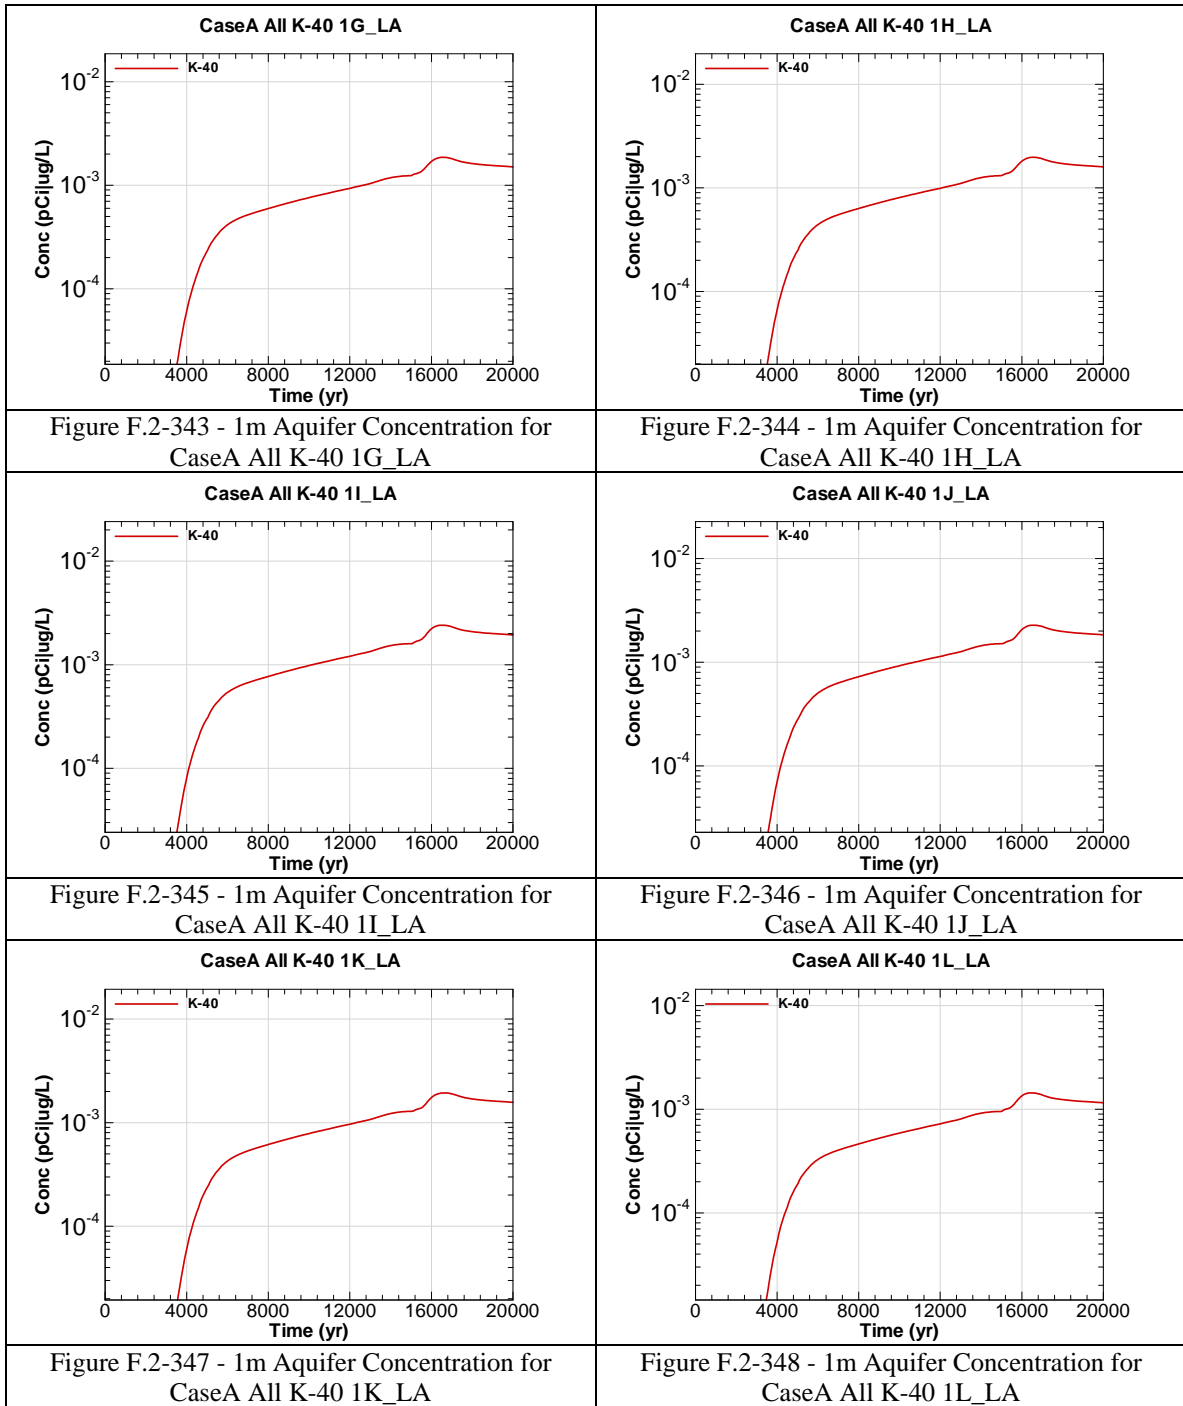 CaseA All K-40 1G_LA
K-40
10-2
10-3
10-4
Conc (pCi|ug/L)
0 4000 8000 12000 16000 20000
Time (yr)
Figure F.2-343 - 1m Aquifer Concentration for
CaseA All K-40 1G_LA
CaseA All K-40 1H_LA
K-40
10-2
10-3
10-4
Conc (pCi|ug/L)
0 4000 8000 12000 16000 20000
Time (yr)
Figure F.2-344 - 1m Aquifer Concentration for
CaseA All K-40 1H_LA
CaseA All K-40 1I_LA
K-40
10-2
10-3
10-4
Conc (pCi|ug/L)
0 4000 8000 12000 16000 20000
Time (yr)
Figure F.2-345 - 1m Aquifer Concentration for
CaseA All K-40 1I_LA
CaseA All K-40 1J_LA
K-40
10-2
10-3
10-4
Conc (pCi|ug/L)
0 4000 8000 12000 16000 20000
Time (yr)
Figure F.2-346 - 1m Aquifer Concentration for
CaseA All K-40 1J_LA
CaseA All K-40 1K_LA
K-40
10-2
10-3
10-4
Conc (pCi|ug/L)
0 4000 8000 12000 16000 20000
Time (yr)
Figure F.2-347 - 1m Aquifer Concentration for
CaseA All K-40 1K_LA
CaseA All K-40 1L_LA
K-40
10-2
10-3
10-4
Conc (pCi|ug/L)
0 4000 8000 12000 16000 20000
Time (yr)
Figure F.2-348 - 1m Aquifer Concentration for
CaseA All K-40 1L_LA